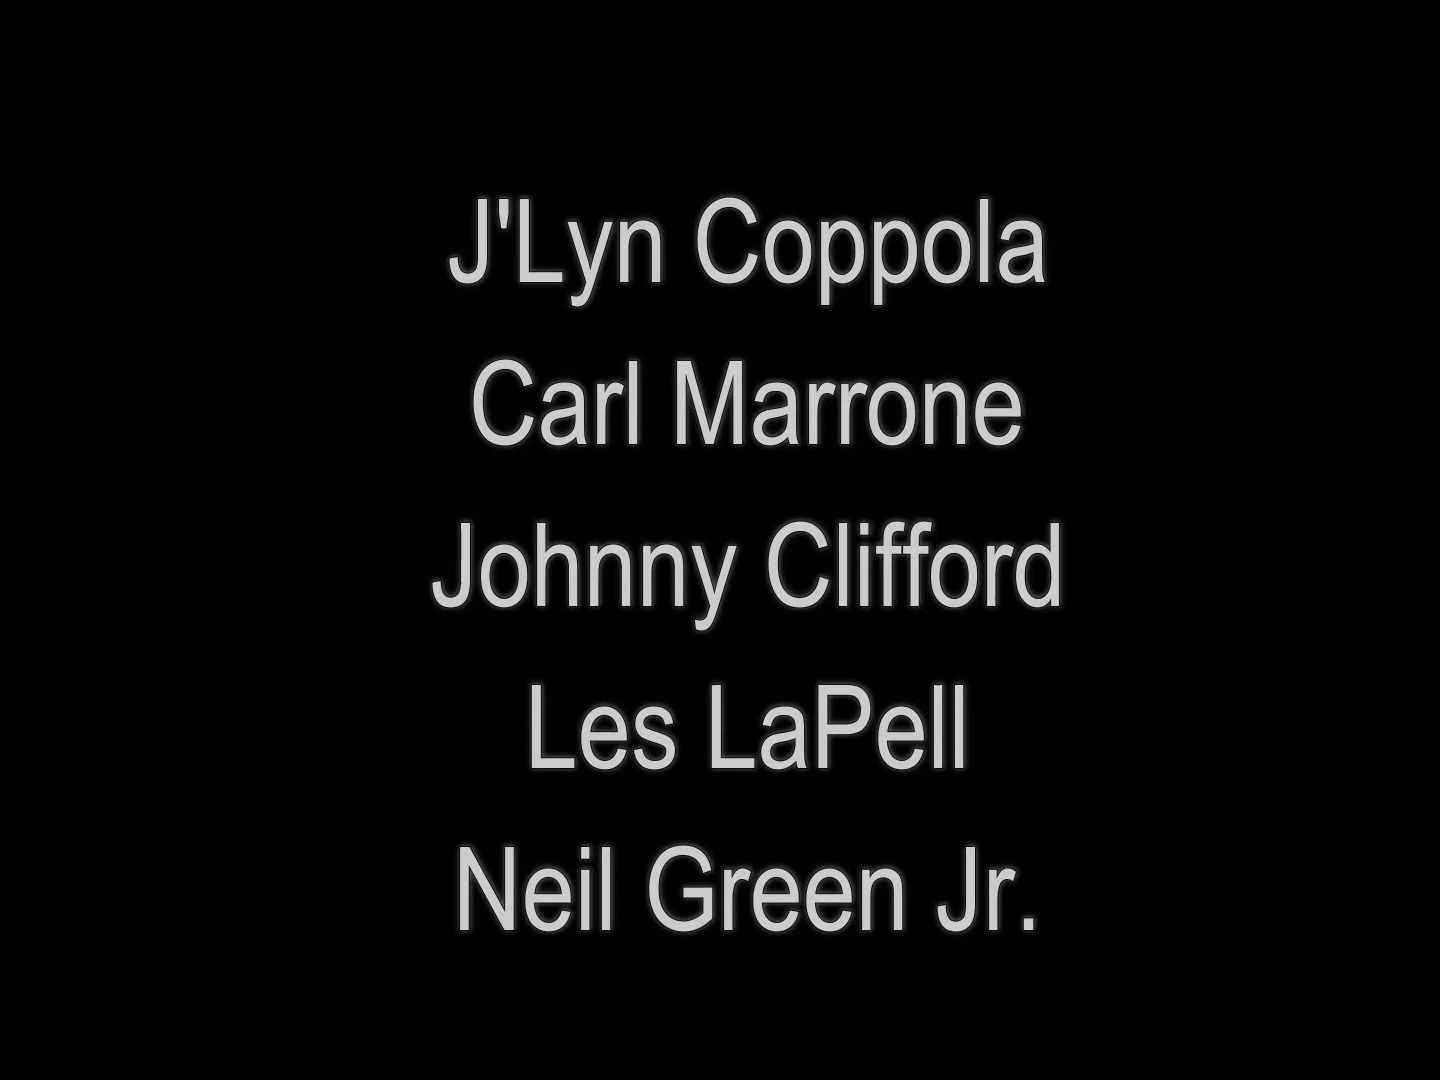 J'Lyn Coppola
Carl Marrone
Johnny Clifford
Les LaPell
Neil Green Jr.